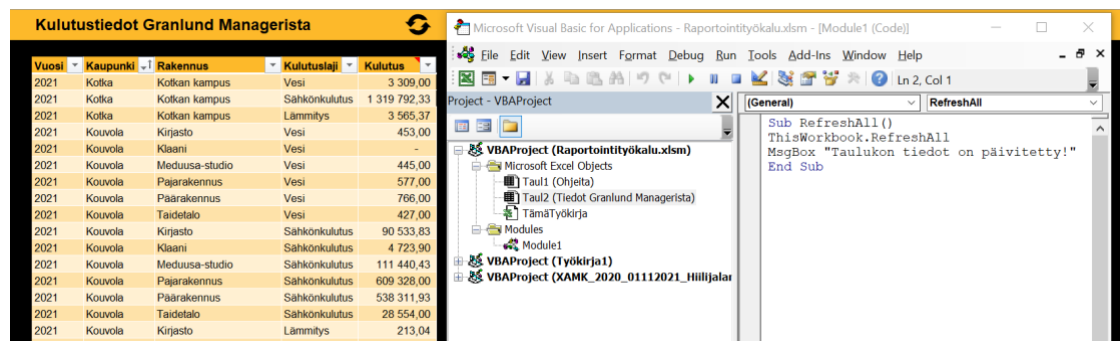 Kulutustiedot Granlund Managerista
Vuosi Kaupunki Rakennus Kulutuslaji Kulutus
2021 Kotka Kotkan kampus Vesi 3 309,00
2021 Kotka Kotkan kampus Sähkönkulutus 1 319 792,33
2021 Kotka Kotkan kampus Lämmitys 3 565,37
2021 Kouvola Kirjasto Vesi 453,00
2021 Kouvola Klaani Vesi -
2021 Kouvola Meduusa-studio Vesi 445,00
2021 Kouvola Pajarakennus Vesi 577,00
2021 Kouvola Päärakennus Vesi 766,00
2021 Kouvola Taidetalo Vesi 427,00
2021 Kouvola Kirjasto Sähkönkulutus 90 533,83
2021 Kouvola Klaani Sähkönkulutus 4 723,90
2021 Kouvola Meduusa-studio Sähkönkulutus 111 440,43
2021 Kouvola Pajarakennus Sähkönkulutus 609 328,00
2021 Kouvola Päärakennus Sähkönkulutus 538 311,93
2021 Kouvola Taidetalo Sähkönkulutus 28 554,00
2021 Kouvola Kirjasto Lämmitys 213,04
Microsoft Visual Basic for Applications - Raportointityökalu.xlsm - [Module1 (Code)]
File Edit View Insert Format Debug Run Tools Add-Ins Window Help
Ln 2, Col 1
Project - VBAProject
VBAProject (Raportointityökalu.xlsm)
Microsoft Excel Objects
Taul1 (Ohjeita)
Taul2 (Tiedot Granlund Managerista)
TämäTyökirja
Modules
Module1
VBAProject (Työkirja1)
VBAProject (XAMK_2020_01112021_Hiilijalar
(General) RefreshAll
Sub RefreshAll()
ThisWorkbook.RefreshAll
MsgBox "Taulukon tiedot on päivitetty!"
End Sub